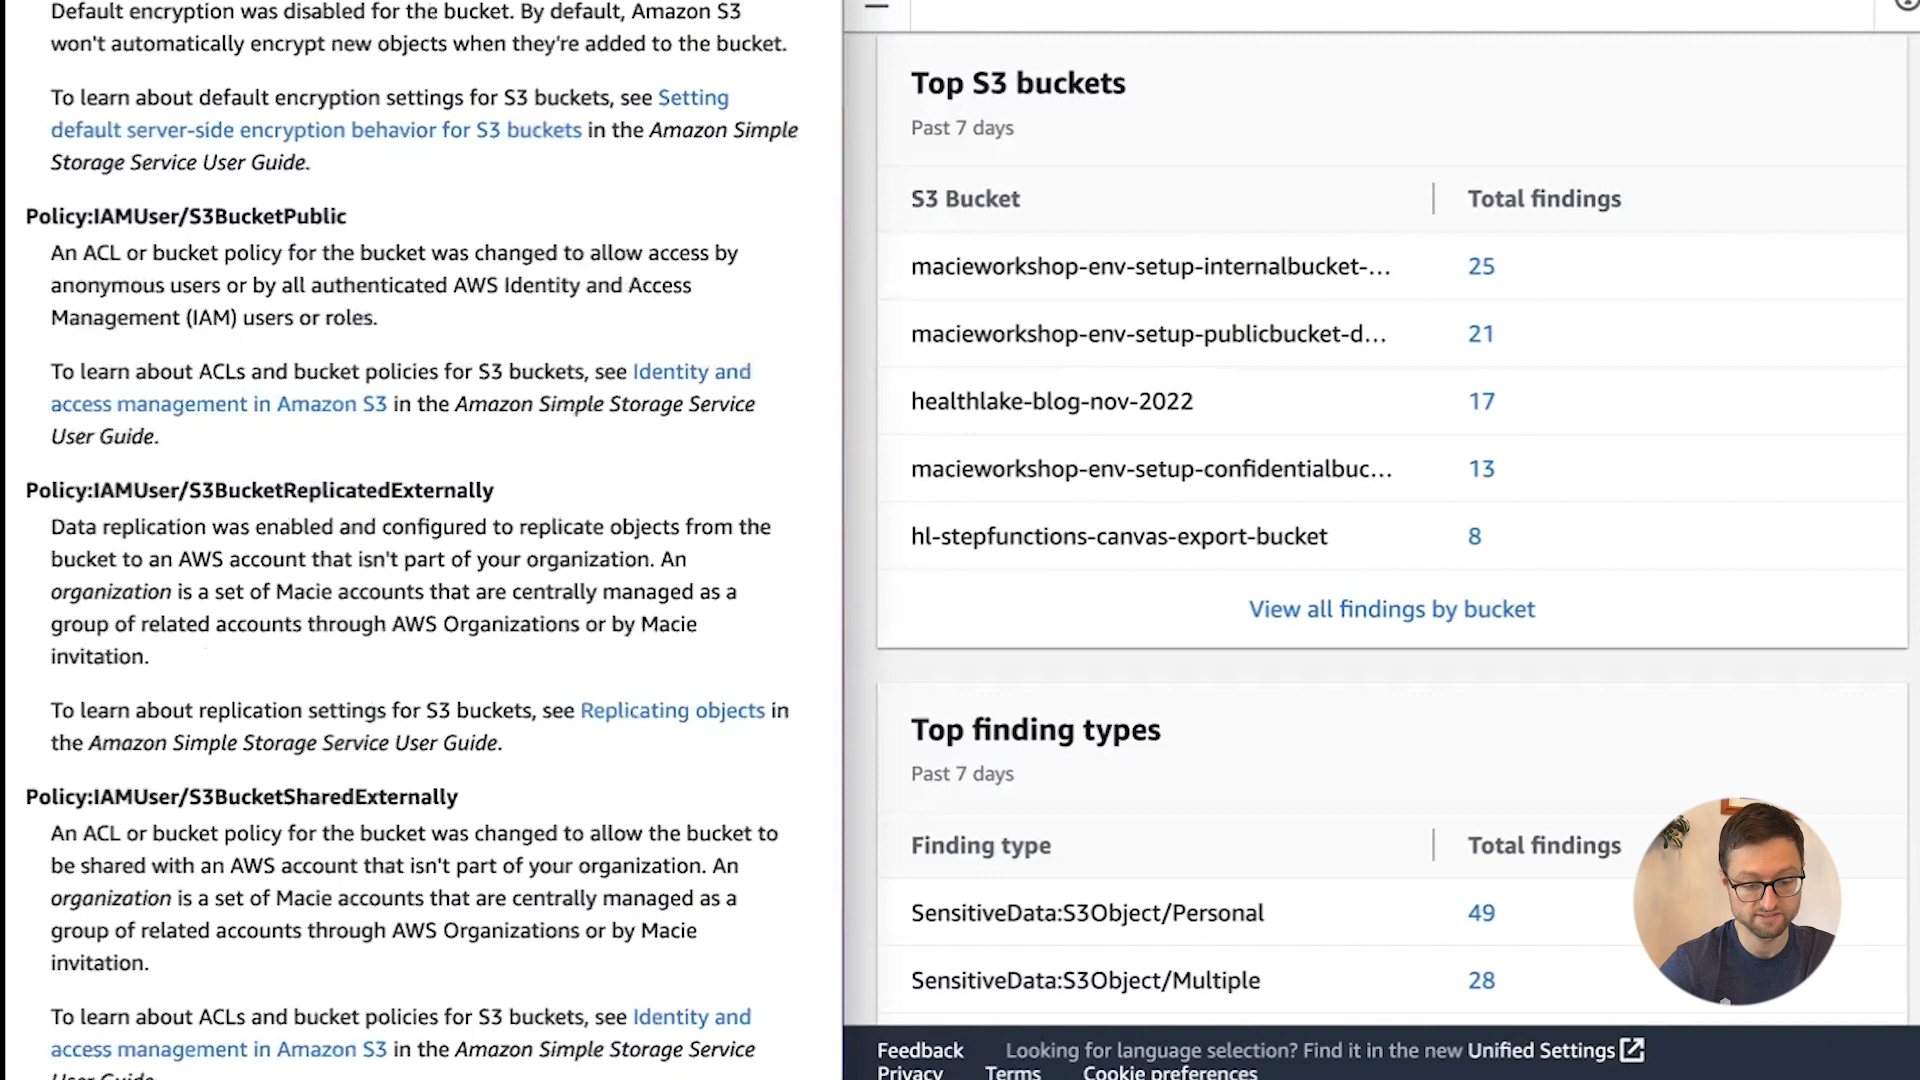 Default encryption was disabled for the bucket. By default, Amazon S3
won't automatically encrypt new objects when they're added to the bucket.
To learn about default encryption settings for S3 buckets, see Setting
default server-side encryption behavior for S3 buckets in the Amazon Simple
Storage Service User Guide.
Policy:IAMUser/S3BucketPublic
An ACL or bucket policy for the bucket was changed to allow access by
anonymous users or by all authenticated AWS Identity and Access
Management (IAM) users or roles.
To learn about ACLs and bucket policies for S3 buckets, see Identity and
access management in Amazon S3 in the Amazon Simple Storage Service
User Guide.
Policy:IAMUser/S3BucketReplicatedExternally
Data replication was enabled and configured to replicate objects from the
bucket to an AWS account that isn't part of your organization. An
organization is a set of Macie accounts that are centrally managed as a
group of related accounts through AWS Organizations or by Macie
invitation.
To learn about replication settings for S3 buckets, see Replicating objects in
the Amazon Simple Storage Service User Guide.
Policy:IAMUser/S3BucketSharedExternally
An ACL or bucket policy for the bucket was changed to allow the bucket to
be shared with an AWS account that isn't part of your organization. An
organization is a set of Macie accounts that are centrally managed as a
group of related accounts through AWS Organizations or by Macie
invitation.
To learn about ACLs and bucket policies for S3 buckets, see Identity and
access management in Amazon S3 in the Amazon Simple Storage Service
User Guide.
Top S3 buckets
Past 7 days
S3 Bucket Total findings
macieworkshop-env-setup-internalbucket-... 25
macieworkshop-env-setup-publicbucket-d... 21
healthlake-blog-nov-2022 17
macieworkshop-env-setup-confidentialbuc... 13
hl-stepfunctions-canvas-export-bucket 8
View all findings by bucket
Top finding types
Past 7 days
Finding type Total findings
SensitiveData:S3Object/Personal 49
SensitiveData:S3Object/Multiple 28
Feedback Looking for language selection? Find it in the new Unified Settings
Privacy Terms Cookie preferences